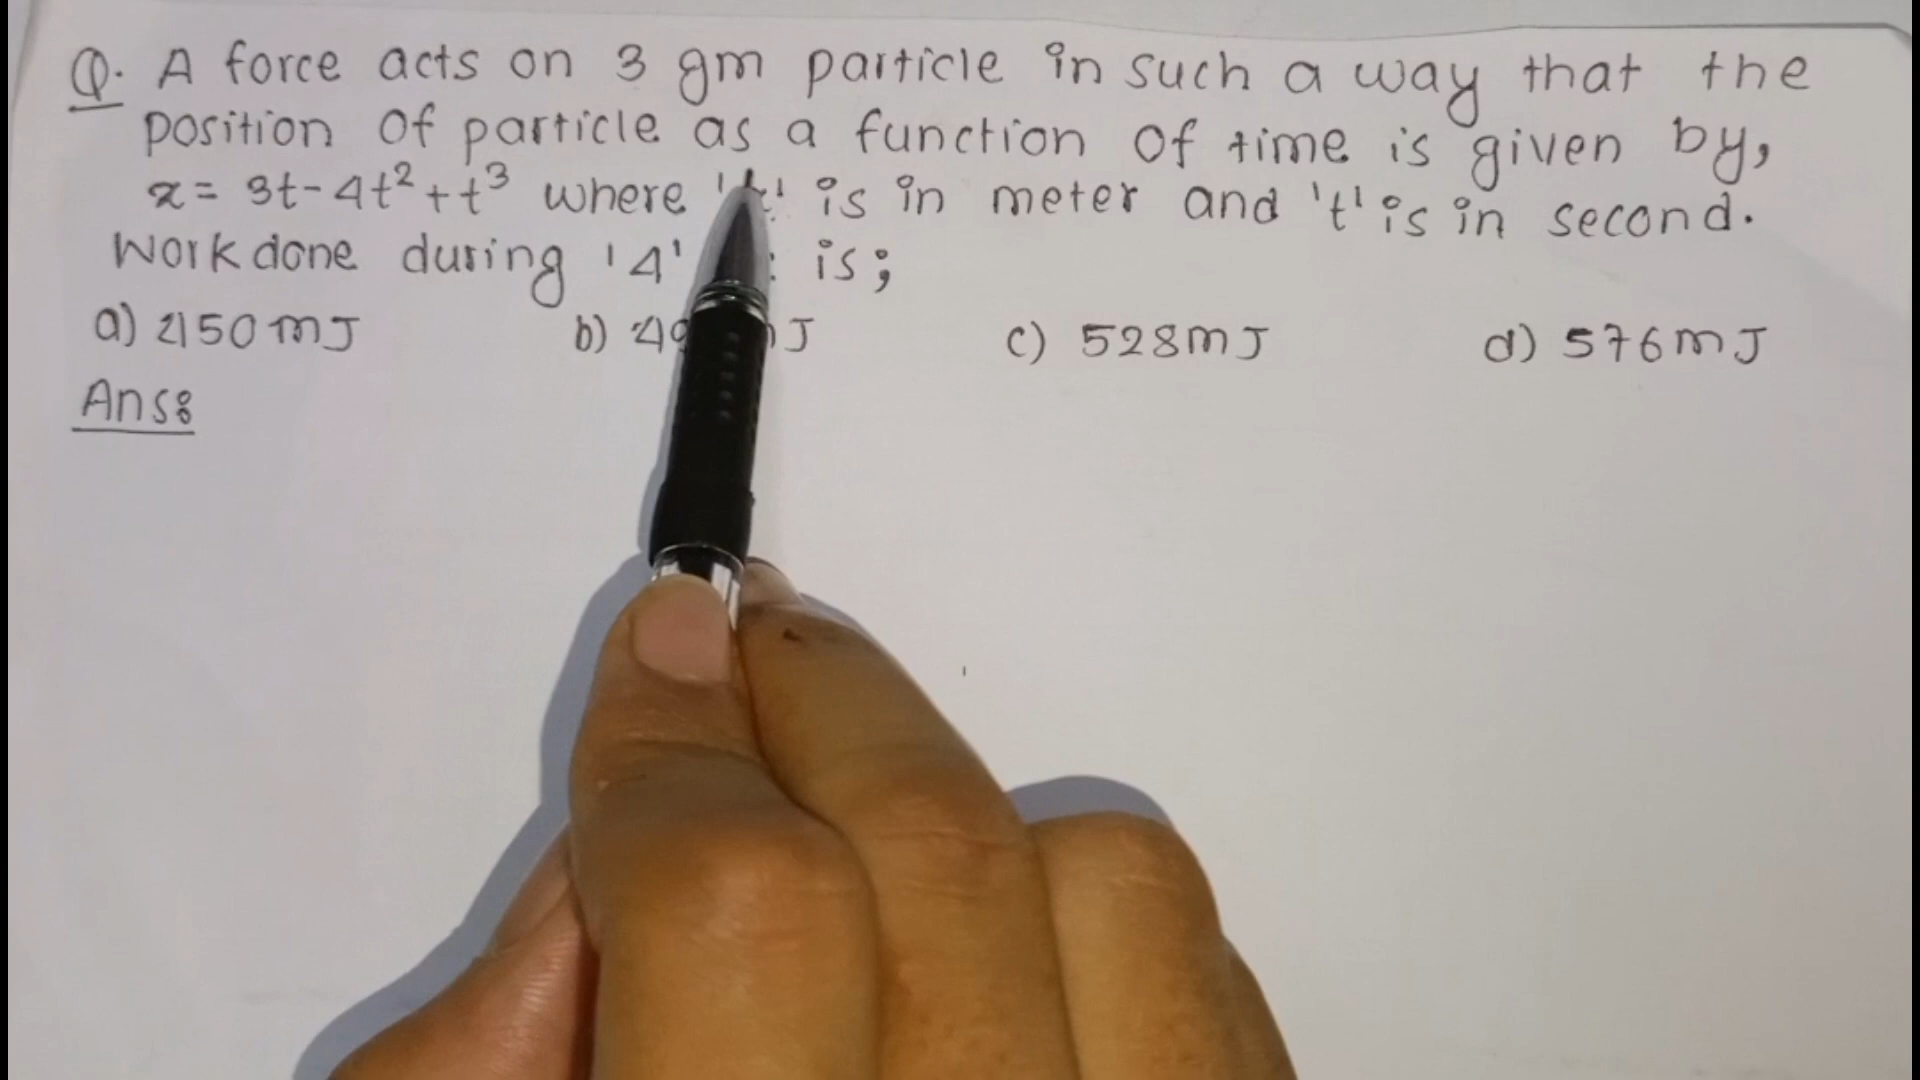 Q. A force acts on 3 gm particle in such a way that the
position of particle as a function of time is given by,
x = 3t - 4t² + t³ where is in meter and 't' is in second.
Work done during '4' is;
a) 450 mJ b) c) 528 mJ d) 576 mJ
Ans: